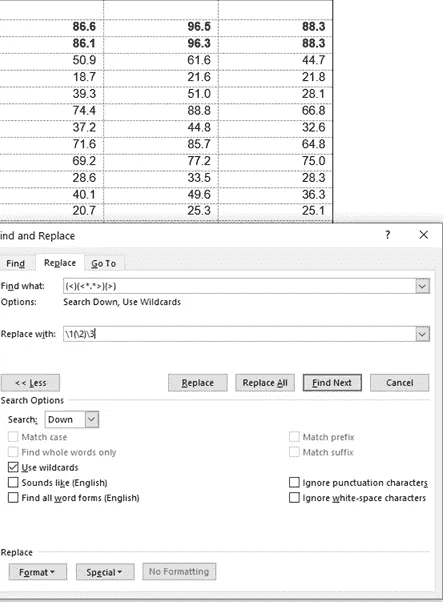 86.6 96.5 88.3
86.1 96.3 88.3
50.9 61.6 44.7
18.7 21.6 21.8
39.3 51.0 28.1
74.4 88.8 66.8
37.2 44.8 32.6
71.6 85.7 64.8
69.2 77.2 75.0
28.6 33.5 28.3
40.1 49.6 36.3
20.7 25.3 25.1
ind and Replace ? ×
Find Replace Go To
Find what: (<)(<*.*>)(>)
Options: Search Down, Use Wildcards
Replace with: \1(\2)\3
<< Less Replace Replace All Find Next Cancel
Search Options
Search: Down
Match case Match prefix
Find whole words only Match suffix
Use wildcards
Sounds like (English) Ignore punctuation characters
Find all word forms (English) Ignore white-space characters
Replace
Format Special No Formatting